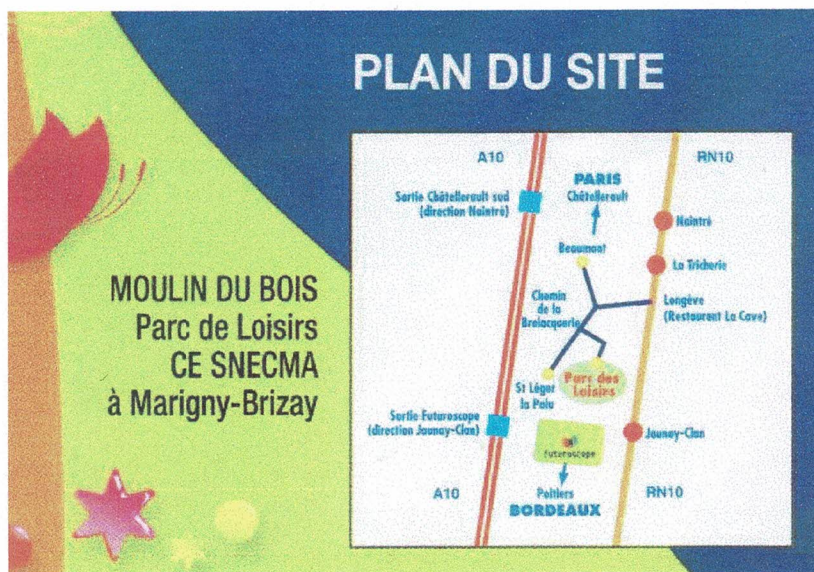 PLAN DU SITE
MOULIN DU BOIS
Parc de Loisirs
CE SNECMA
à Marigny-Brizay
A10
RN10
PARIS
Châtellerault
Sortie Châtellerault sud
(direction Naintré)
Naintré
Beaumont
La Tricherie
Chemin
de la
Brelacquerie
Longève
(Restaurant La Cave)
Parc des
Loisirs
St Léger
la Palu
Sortie Futuroscope
(direction Jaunay-Clan)
Jaunay-Clan
Futuroscope
A10
Poitiers
BORDEAUX
RN10